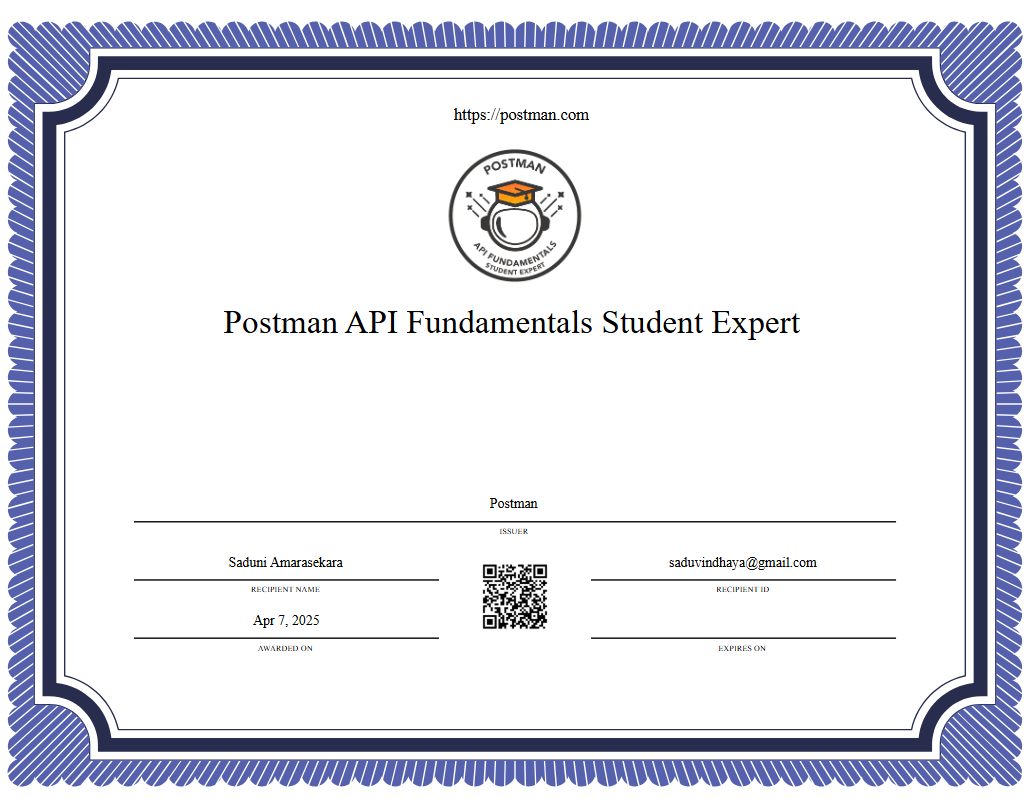 https://postman.com
POSTMAN
API FUNDAMENTALS
STUDENT EXPERT
Postman API Fundamentals Student Expert
Postman
ISSUER
Saduni Amarasekara
RECIPIENT NAME
saduvindhaya@gmail.com
RECIPIENT ID
Apr 7, 2025
AWARDED ON
EXPIRES ON